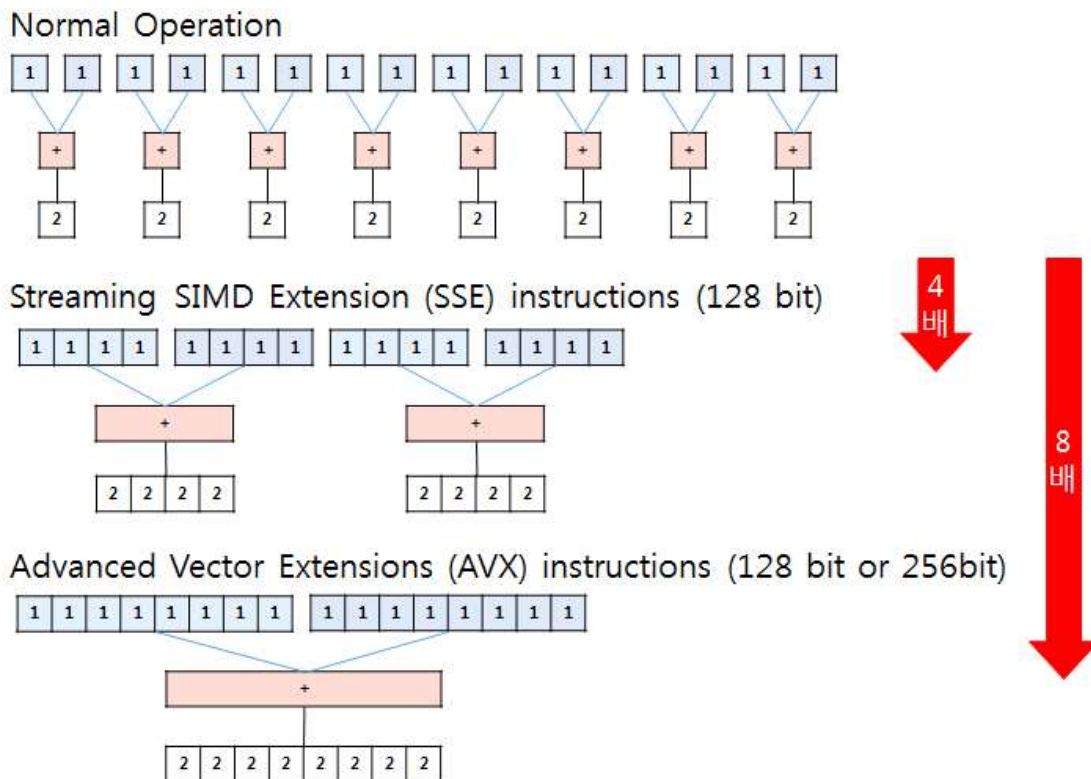 Normal Operation
1 1 1 1 1 1 1 1 1 1 1 1 1 1 1 1
+ + + + + + + +
2 2 2 2 2 2 2 2
4
배
Streaming SIMD Extension (SSE) instructions (128 bit)
1 1 1 1 1 1 1 1 1 1 1 1 1 1 1 1
+ +
2 2 2 2 2 2 2 2
8
배
Advanced Vector Extensions (AVX) instructions (128 bit or 256bit)
1 1 1 1 1 1 1 1 1 1 1 1 1 1 1 1
+
2 2 2 2 2 2 2 2